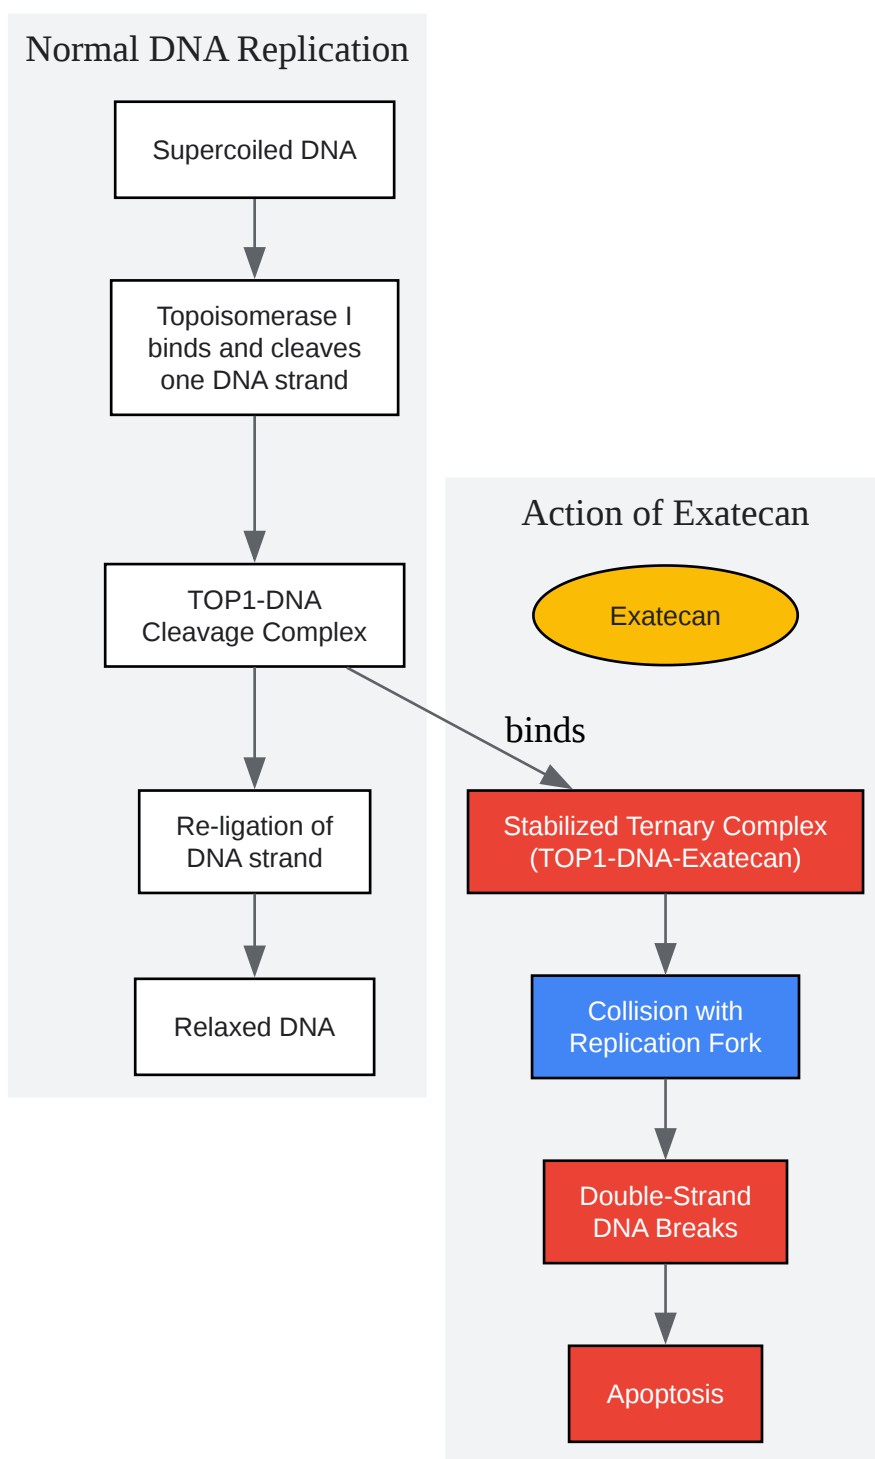 Normal DNA Replication
Supercoiled DNA
Topoisomerase I
binds and cleaves
one DNA strand
TOP1-DNA
Cleavage Complex
Re-ligation of
DNA strand
Relaxed DNA
Action of Exatecan
Exatecan
binds
Stabilized Ternary Complex
(TOP1-DNA-Exatecan)
Collision with
Replication Fork
Double-Strand
DNA Breaks
Apoptosis